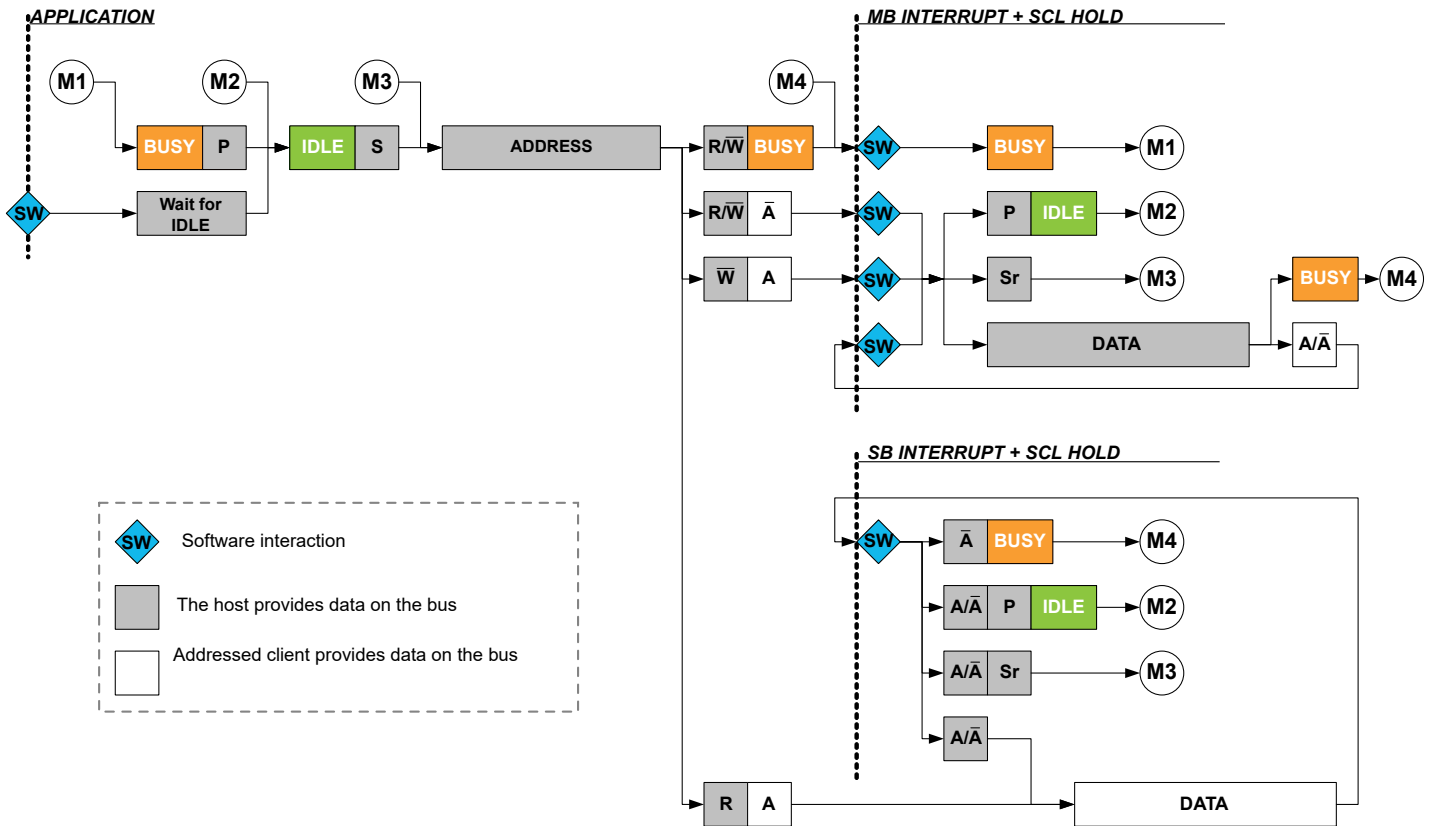 APPLICATION
MB INTERRUPT + SCL HOLD
M1
M2
M3
M4
BUSY P
IDLE S
ADDRESS
R/W̅ BUSY
SW
BUSY
M1
SW
Wait for
IDLE
R/W̅ A̅
SW
P IDLE
M2
W̅ A
SW
Sr
M3
BUSY
M4
SW
DATA
A/A̅
SB INTERRUPT + SCL HOLD
SW
A̅ BUSY
M4
A/A̅ P IDLE
M2
A/A̅ Sr
M3
A/A̅
R A
DATA
SW
Software interaction
The host provides data on the bus
Addressed client provides data on the bus